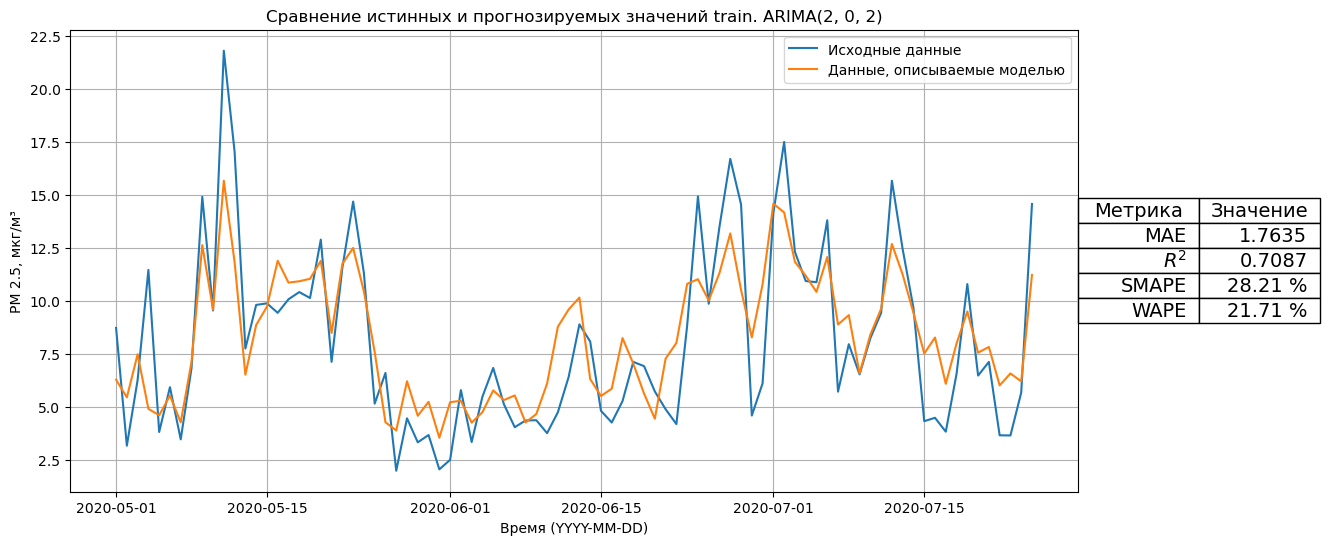 Сравнение истинных и прогнозируемых значений train. ARIMA(2, 0, 2)
Исходные данные
Данные, описываемые моделью
PM 2.5, мкг/м³
22.5
20.0
17.5
15.0
12.5
10.0
7.5
5.0
2.5
2020-05-01 2020-05-15 2020-06-01 2020-06-15 2020-07-01 2020-07-15
Время (YYYY-MM-DD)
Метрика Значение
MAE 1.7635
R² 0.7087
SMAPE 28.21 %
WAPE 21.71 %